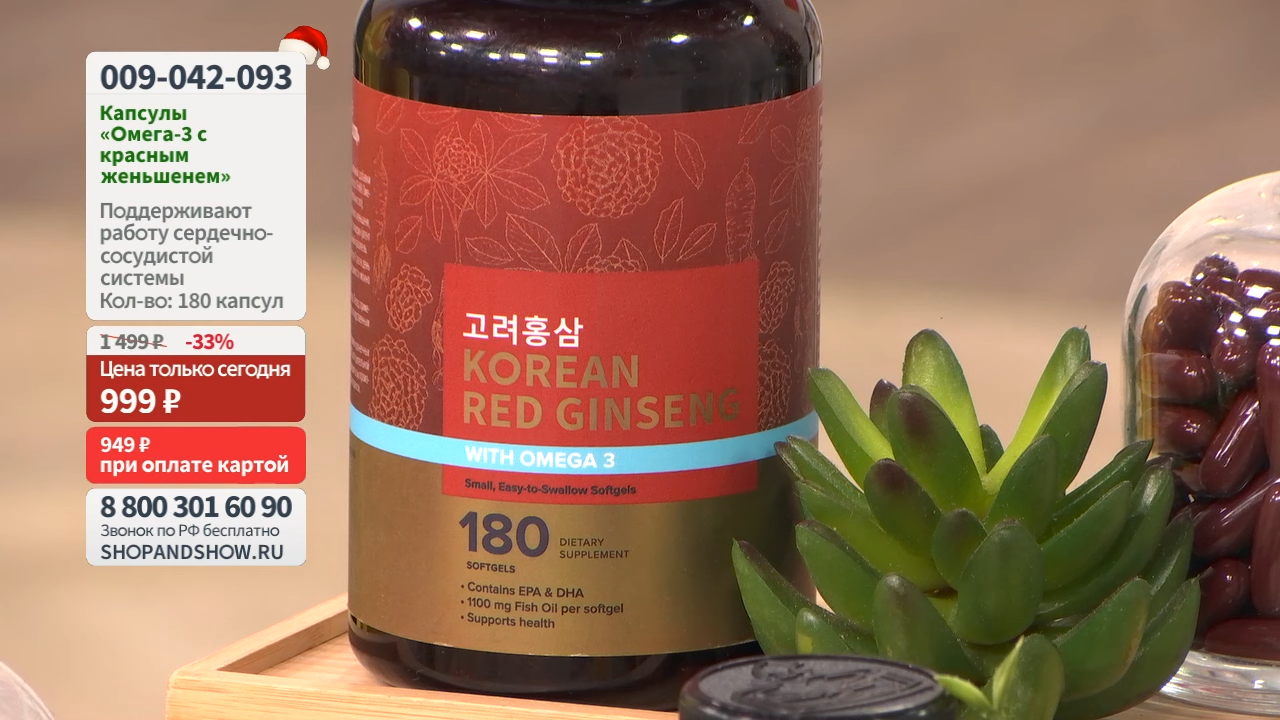 009-042-093
Капсулы
«Омега-3 с
красным
женьшенем»
Поддерживают
работу сердечно-
сосудистой
системы
Кол-во: 180 капсул
1 499 ₽ -33%
Цена только сегодня
999 ₽
949 ₽
при оплате картой
8 800 301 60 90
Звонок по РФ бесплатно
SHOPANDSHOW.RU
고려홍삼
KOREAN
RED GINSENG
WITH OMEGA 3
Small, Easy-to-Swallow Softgels
180
SOFTGELS
DIETARY
SUPPLEMENT
• Contains EPA & DHA
• 1100 mg Fish Oil per softgel
• Supports health